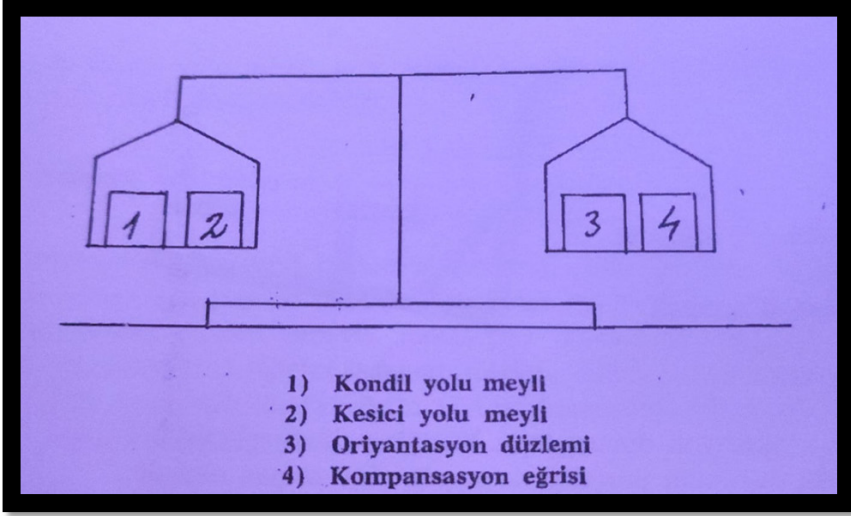 1 2 3 4
1) Kondil yolu meyli
2) Kesici yolu meyli
3) Oriyantasyon düzlemi
4) Kompansasyon eğrisi